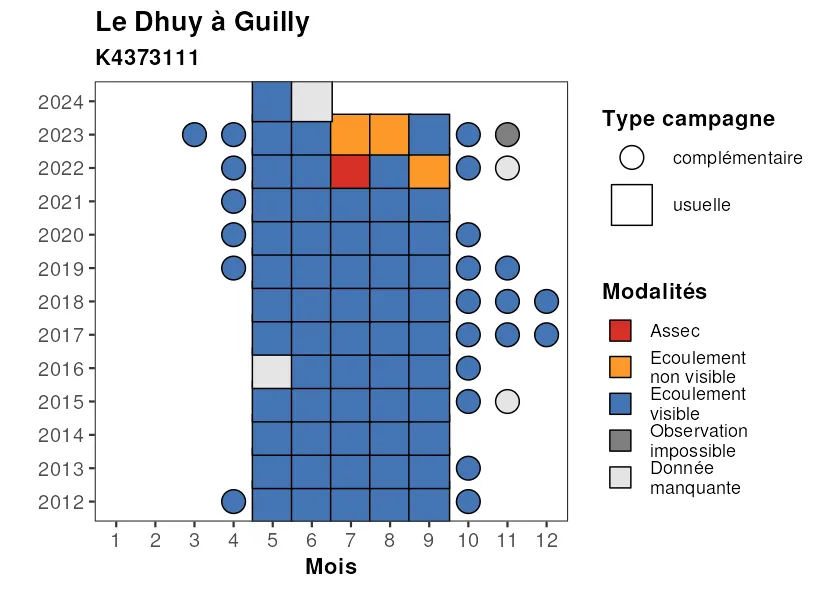 Le Dhuy à Guilly
K4373111
2024
2023
2022
2021
2020
2019
2018
2017
2016
2015
2014
2013
2012
1 2 3 4 5 6 7 8 9 10 11 12
Mois
Type campagne
complémentaire
usuelle
Modalités
Assec
Ecoulement
non visible
Ecoulement
visible
Observation
impossible
Donnée
manquante